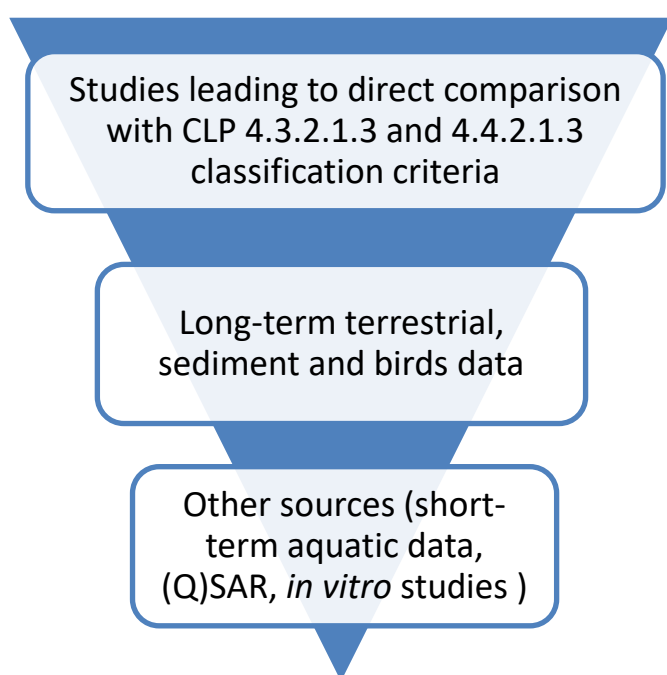 Studies leading to direct comparison
with CLP 4.3.2.1.3 and 4.4.2.1.3
classification criteria
Long-term terrestrial,
sediment and birds data
Other sources (short-
term aquatic data,
(Q)SAR, in vitro studies )